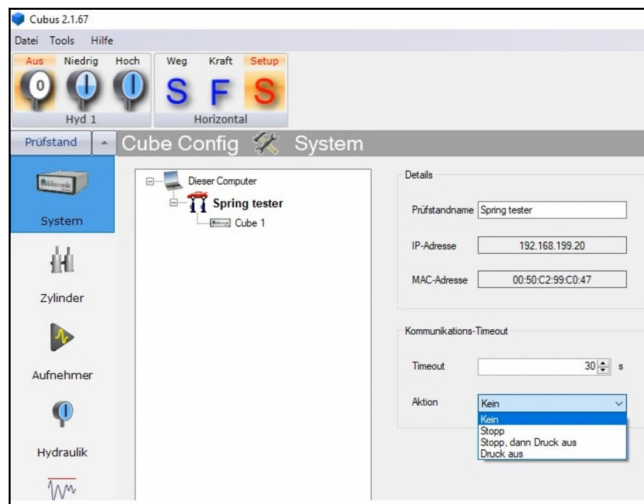 Cubus 2.1.67
Datei Tools Hilfe
Aus Niedrig Hoch Weg Kraft Setup
0 S F S
Hyd 1 Horizontal
Prüfstand Cube Config System
System
Zylinder
Aufnehmer
Hydraulik
Dieser Computer
Spring tester
Cube 1
Details
Prüfstandname Spring tester
IP-Adresse 192.168.199.20
MAC-Adresse 00:50:C2:99:C0:47
Kommunikations-Timeout
Timeout 30 s
Aktion Kein
Kein
Stopp
Stopp, dann Druck aus
Druck aus